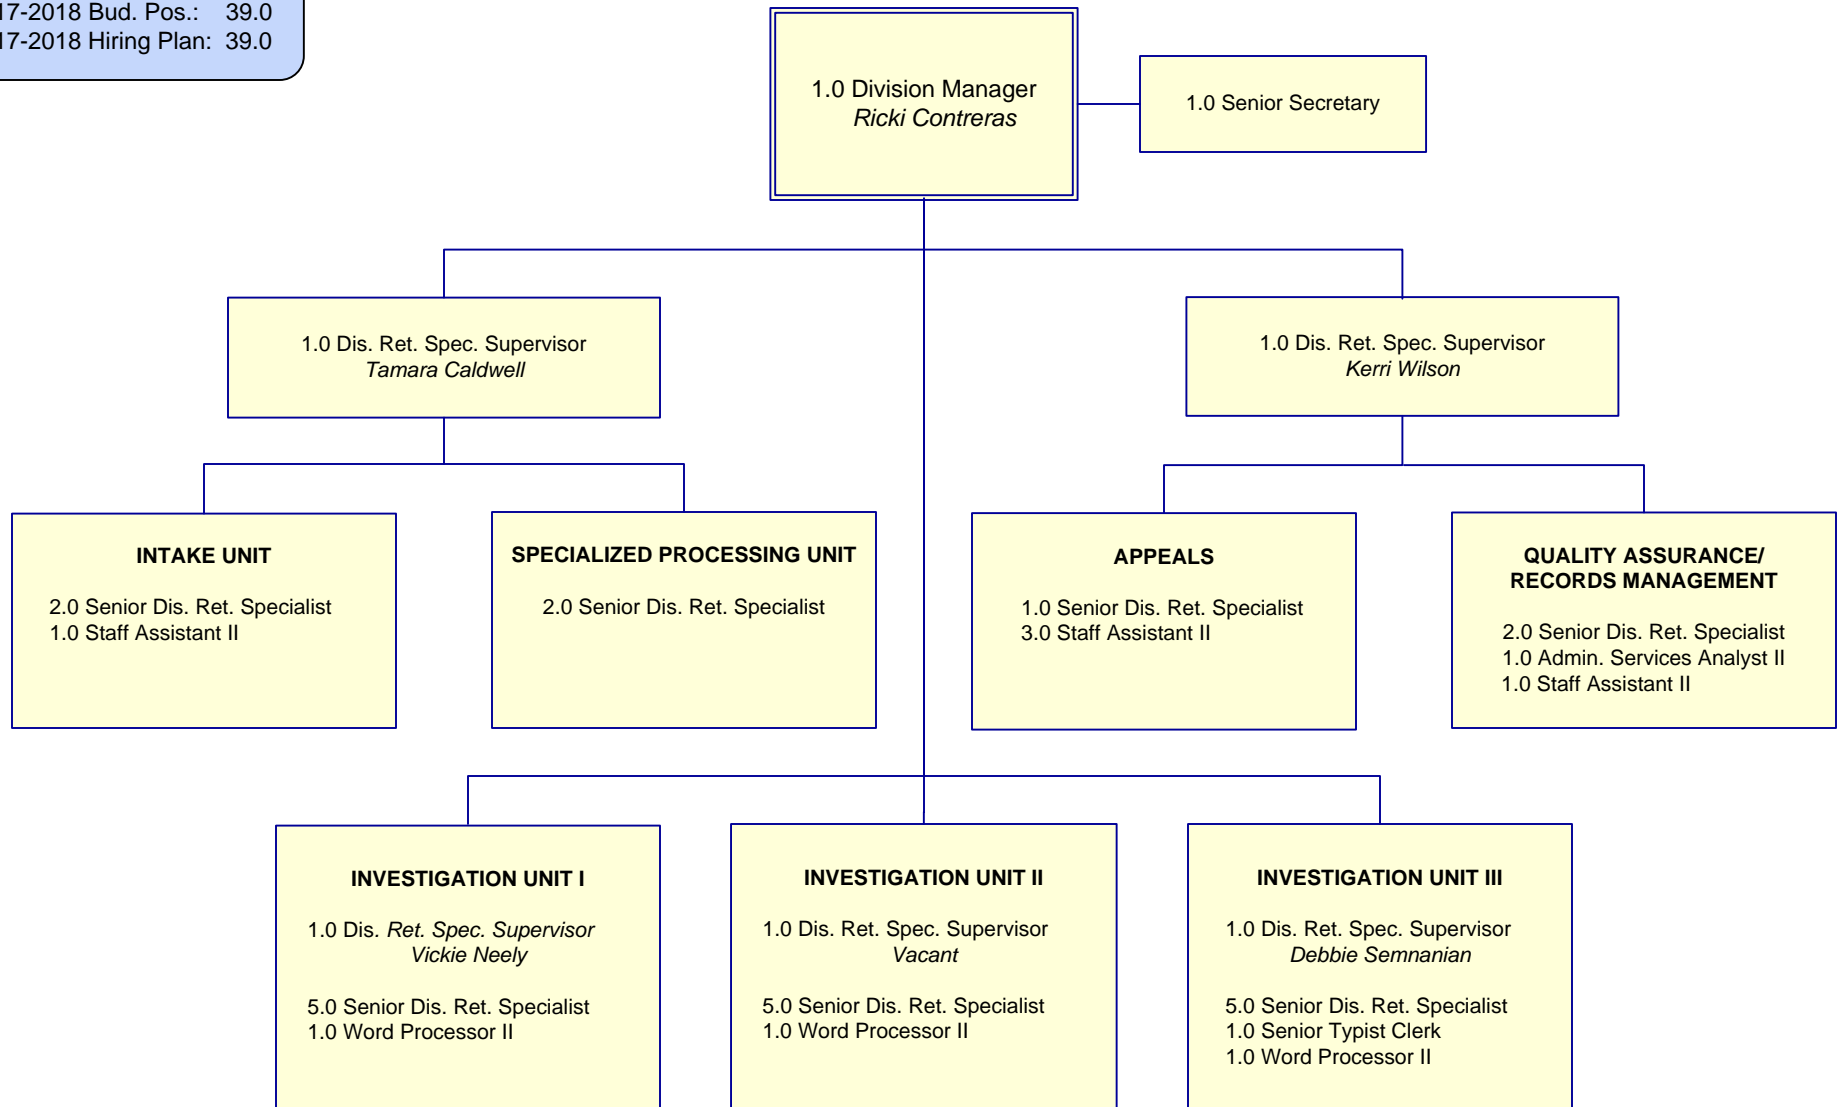 17-2018 Bud. Pos.: 39.0
17-2018 Hiring Plan: 39.0
1.0 Division Manager
Ricki Contreras
1.0 Senior Secretary
1.0 Dis. Ret. Spec. Supervisor
Tamara Caldwell
1.0 Dis. Ret. Spec. Supervisor
Kerri Wilson
INTAKE UNIT
2.0 Senior Dis. Ret. Specialist
1.0 Staff Assistant II
SPECIALIZED PROCESSING UNIT
2.0 Senior Dis. Ret. Specialist
APPEALS
1.0 Senior Dis. Ret. Specialist
3.0 Staff Assistant II
QUALITY ASSURANCE/
RECORDS MANAGEMENT
2.0 Senior Dis. Ret. Specialist
1.0 Admin. Services Analyst II
1.0 Staff Assistant II
INVESTIGATION UNIT I
1.0 Dis. Ret. Spec. Supervisor
Vickie Neely
5.0 Senior Dis. Ret. Specialist
1.0 Word Processor II
INVESTIGATION UNIT II
1.0 Dis. Ret. Spec. Supervisor
Vacant
5.0 Senior Dis. Ret. Specialist
1.0 Word Processor II
INVESTIGATION UNIT III
1.0 Dis. Ret. Spec. Supervisor
Debbie Semnanian
5.0 Senior Dis. Ret. Specialist
1.0 Senior Typist Clerk
1.0 Word Processor II